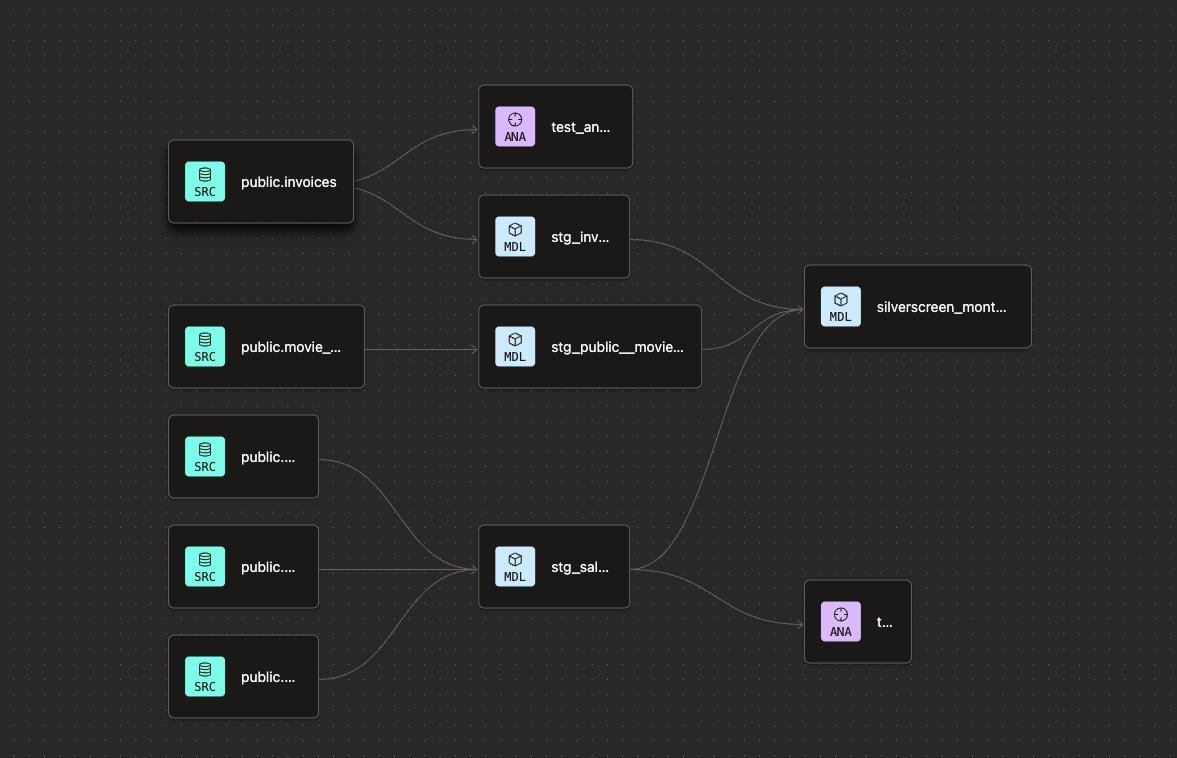 ANA
test_an...
SRC
public.invoices
MDL
stg_inv...
MDL
silverscreen_mont...
SRC
public.movie_...
MDL
stg_public__movie...
SRC
public....
SRC
public....
MDL
stg_sal...
ANA
t...
SRC
public....